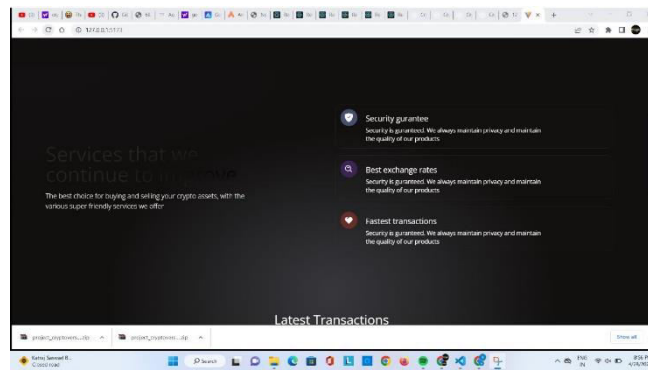 127.0.0.1:5173
Services that we
continue to improve
The best choice for buying and selling your crypto assets, with the
various super friendly services we offer
Security gurantee
Security is guranteed. We always maintain privacy and maintain
the quality of our products
Best exchange rates
Security is guranteed. We always maintain privacy and maintain
the quality of our products
Fastest transactions
Security is guranteed. We always maintain privacy and maintain
the quality of our products
Latest Transactions
Show all
Closed road
Search
ENG
IN